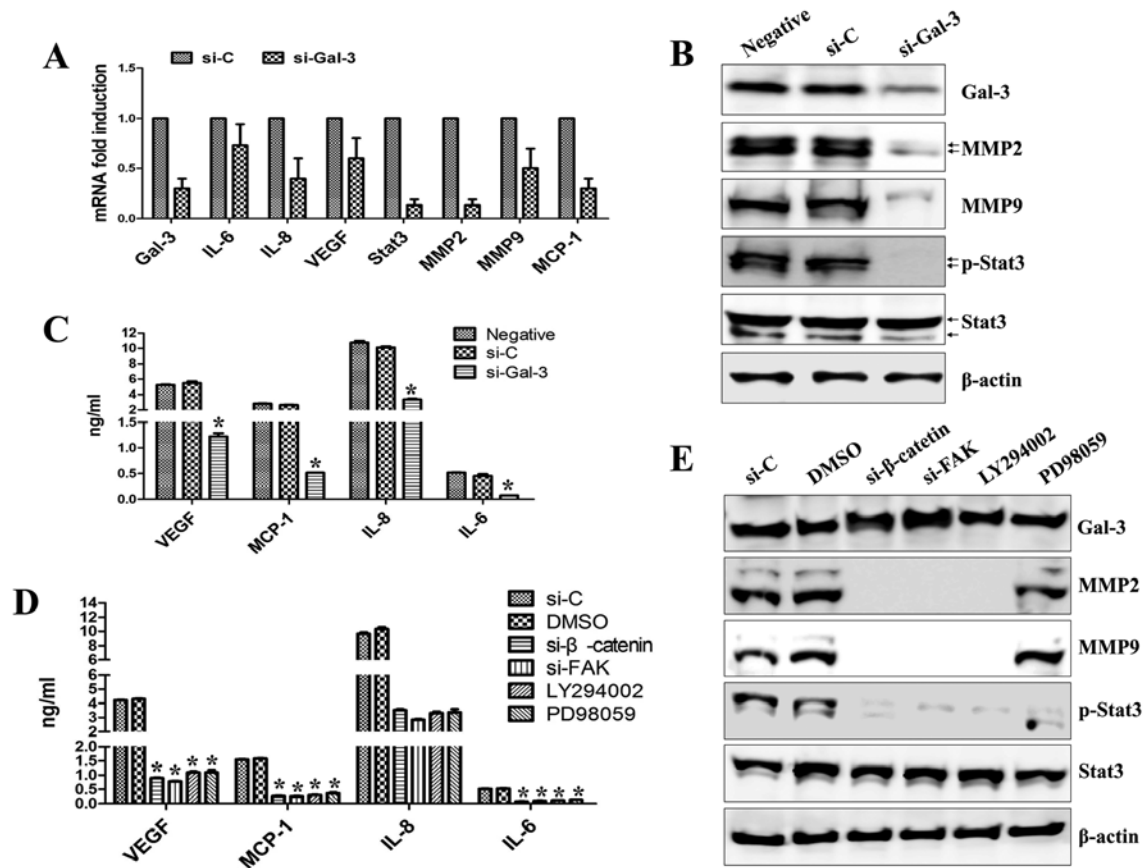 A
si-C si-Gal-3
mRNA fold induction
1.5
1.0
0.5
0.0
Gal-3 IL-6 IL-8 VEGF Stat3 MMP2 MMP9 MCP-1
B
Negative si-C si-Gal-3
Gal-3
MMP2
MMP9
p-Stat3
Stat3
β-actin
C
Negative
si-C
si-Gal-3
ng/ml
12
10
8
6
4
2
1.5
1.0
0.5
0.0
* * * *
VEGF MCP-1 IL-8 IL-6
D
si-C
DMSO
si-β -catenin
si-FAK
LY294002
PD98059
ng/ml
14
12
10
8
6
5
4
3
2
2.0
1.5
1.0
0.5
0.0
* * * * * * * * * * * *
VEGF MCP-1 IL-8 IL-6
E
si-C DMSO si-β-catetin si-FAK LY294002 PD98059
Gal-3
MMP2
MMP9
p-Stat3
Stat3
β-actin